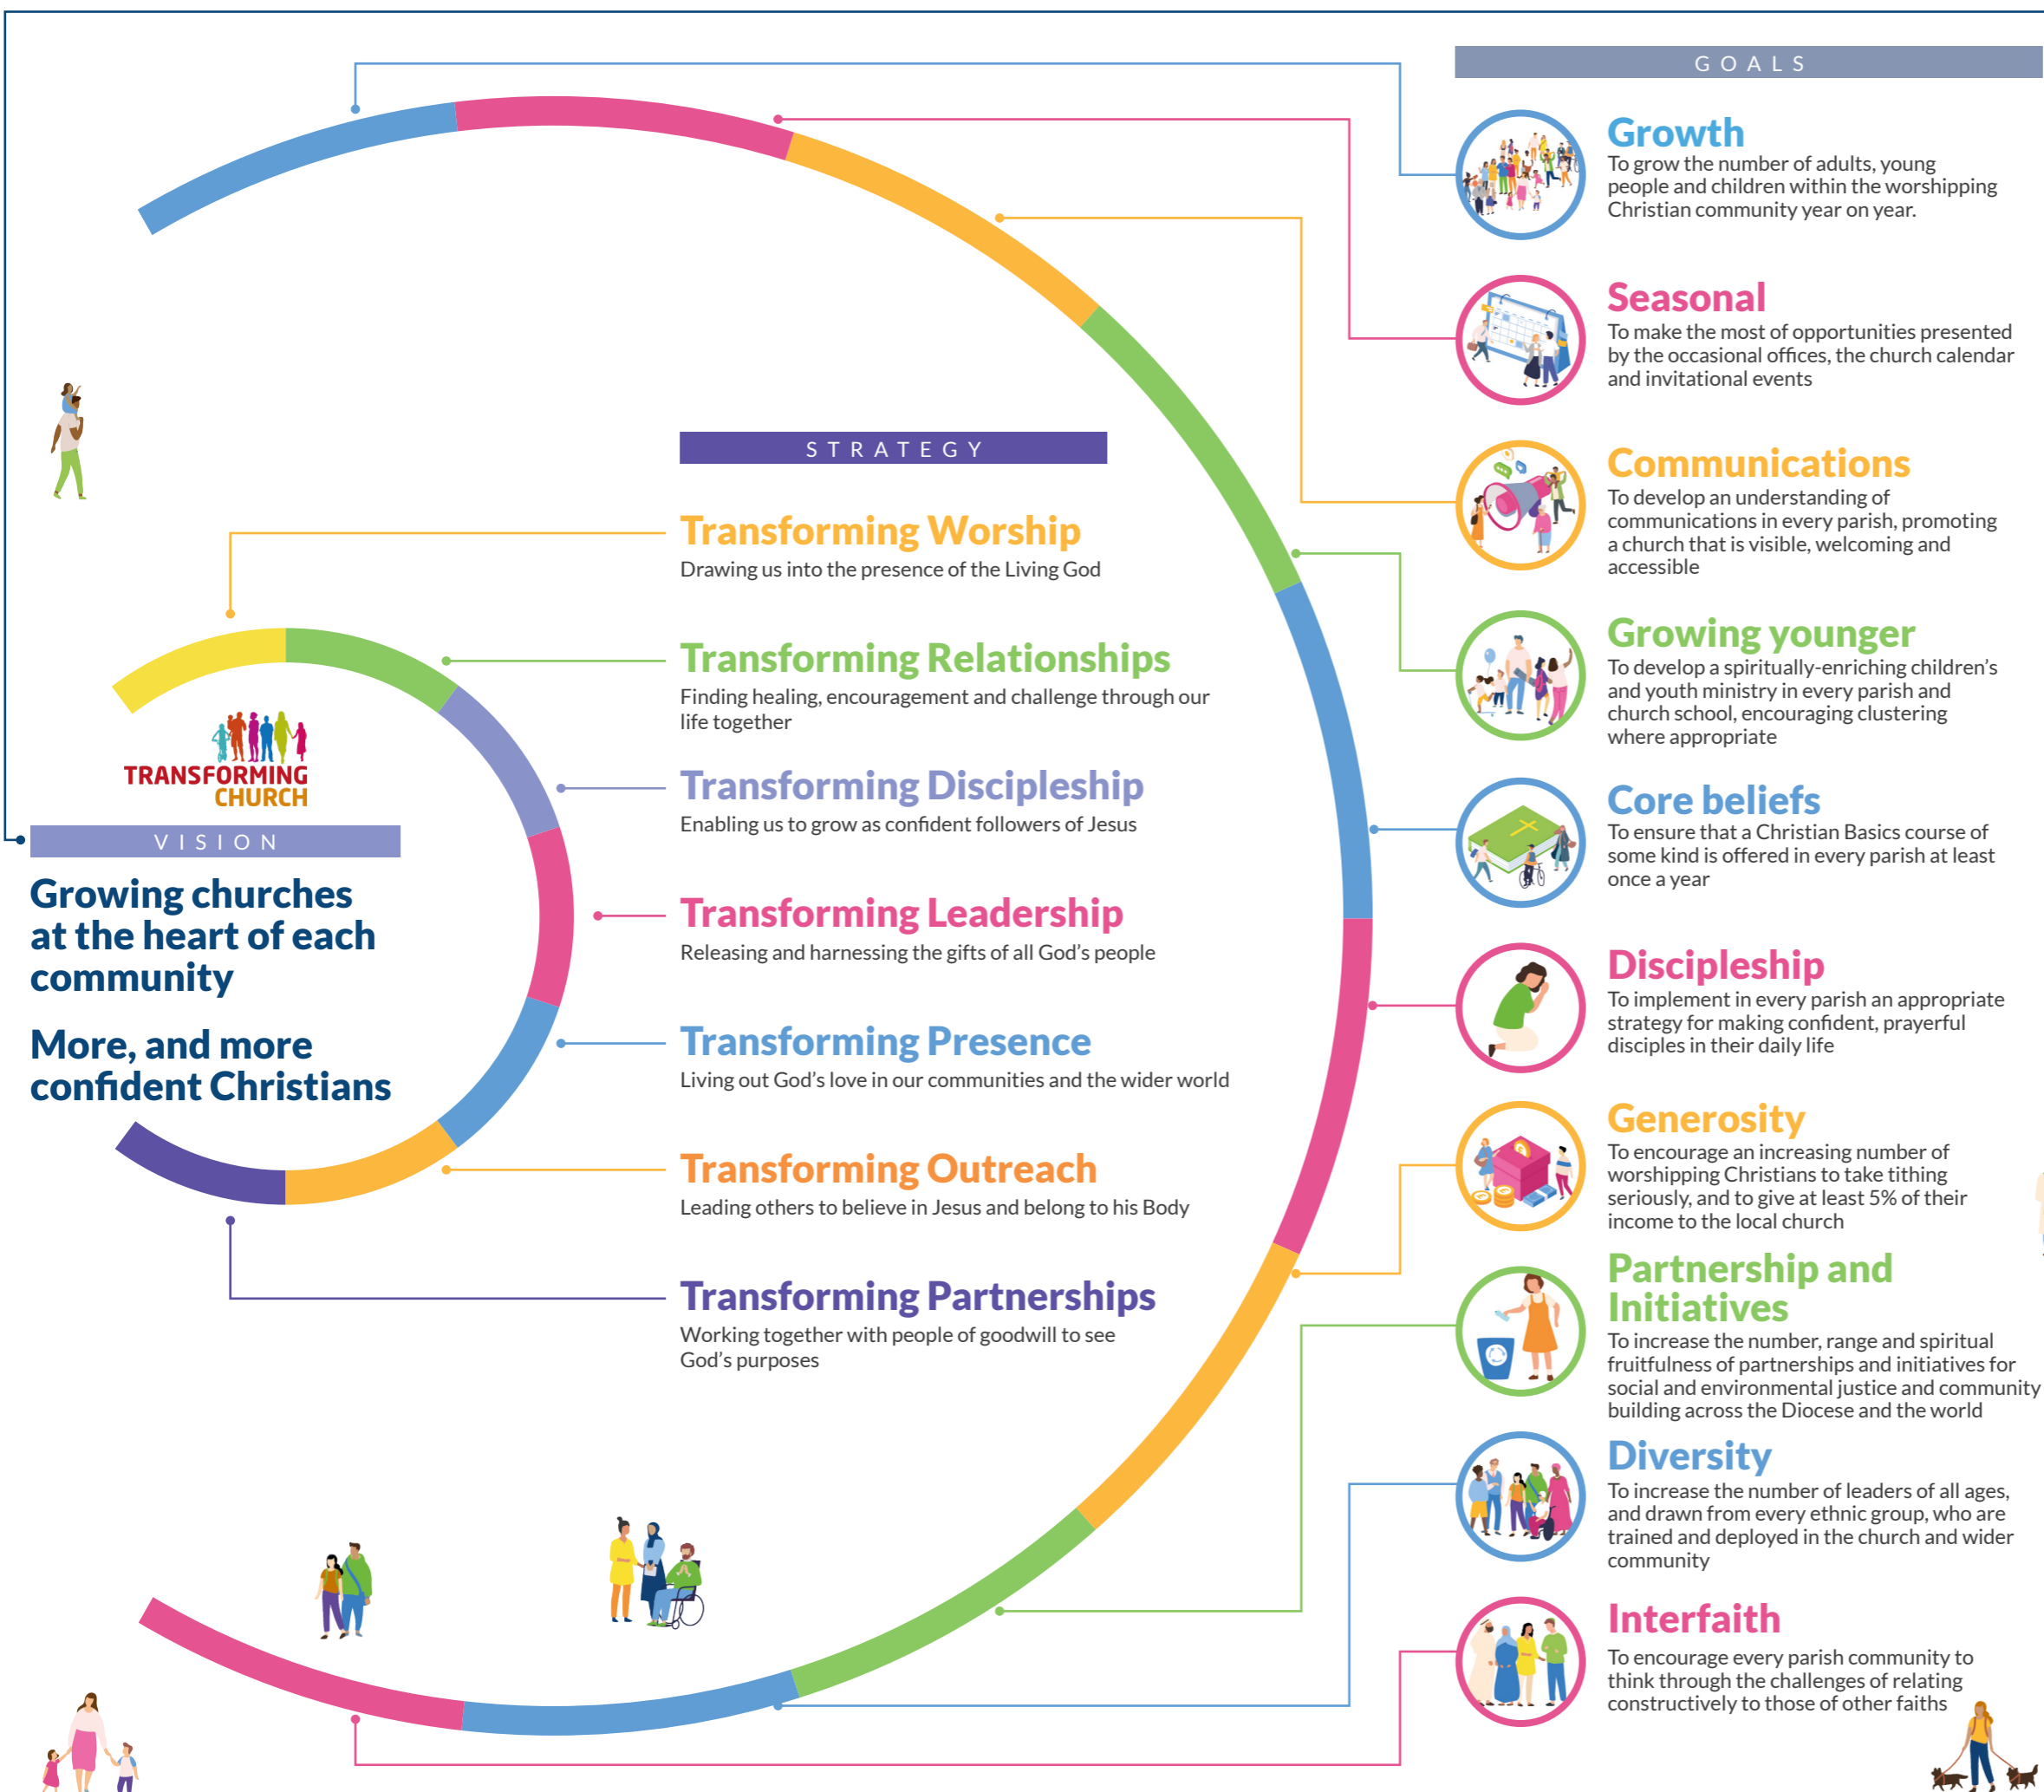 TRANSFORMING
CHURCH
VISION
Growing churches
at the heart of each
community
More, and more
confident Christians
STRATEGY
Transforming Worship
Drawing us into the presence of the Living God
Transforming Relationships
Finding healing, encouragement and challenge through our
life together
Transforming Discipleship
Enabling us to grow as confident followers of Jesus
Transforming Leadership
Releasing and harnessing the gifts of all God's people
Transforming Presence
Living out God's love in our communities and the wider world
Transforming Outreach
Leading others to believe in Jesus and belong to his Body
Transforming Partnerships
Working together with people of goodwill to see
God's purposes
GOALS
Growth
To grow the number of adults, young
people and children within the worshipping
Christian community year on year.
Seasonal
To make the most of opportunities presented
by the occasional offices, the church calendar
and invitational events
Communications
To develop an understanding of
communications in every parish, promoting
a church that is visible, welcoming and
accessible
Growing younger
To develop a spiritually-enriching children's
and youth ministry in every parish and
church school, encouraging clustering
where appropriate
Core beliefs
To ensure that a Christian Basics course of
some kind is offered in every parish at least
once a year
Discipleship
To implement in every parish an appropriate
strategy for making confident, prayerful
disciples in their daily life
Generosity
To encourage an increasing number of
worshipping Christians to take tithing
seriously, and to give at least 5% of their
income to the local church
Partnership and
Initiatives
To increase the number, range and spiritual
fruitfulness of partnerships and initiatives for
social and environmental justice and community
building across the Diocese and the world
Diversity
To increase the number of leaders of all ages,
and drawn from every ethnic group, who are
trained and deployed in the church and wider
community
Interfaith
To encourage every parish community to
think through the challenges of relating
constructively to those of other faiths